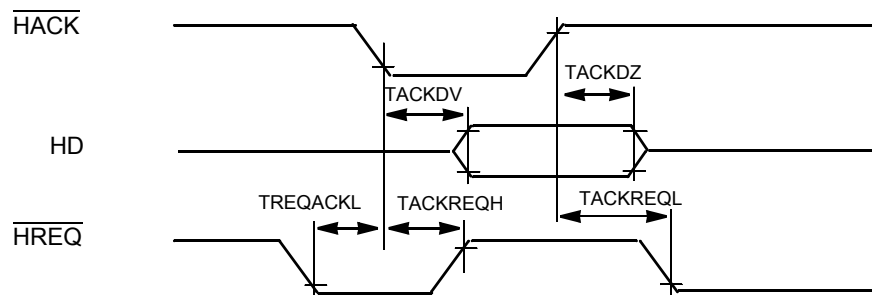 HACK
TACKDZ
TACKDV
HD
TREQACKL
TACKREQH
TACKREQL
HREQ